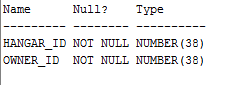 Name Null? Type
--------- -------- ----------
HANGAR_ID NOT NULL NUMBER(38)
OWNER_ID NOT NULL NUMBER(38)